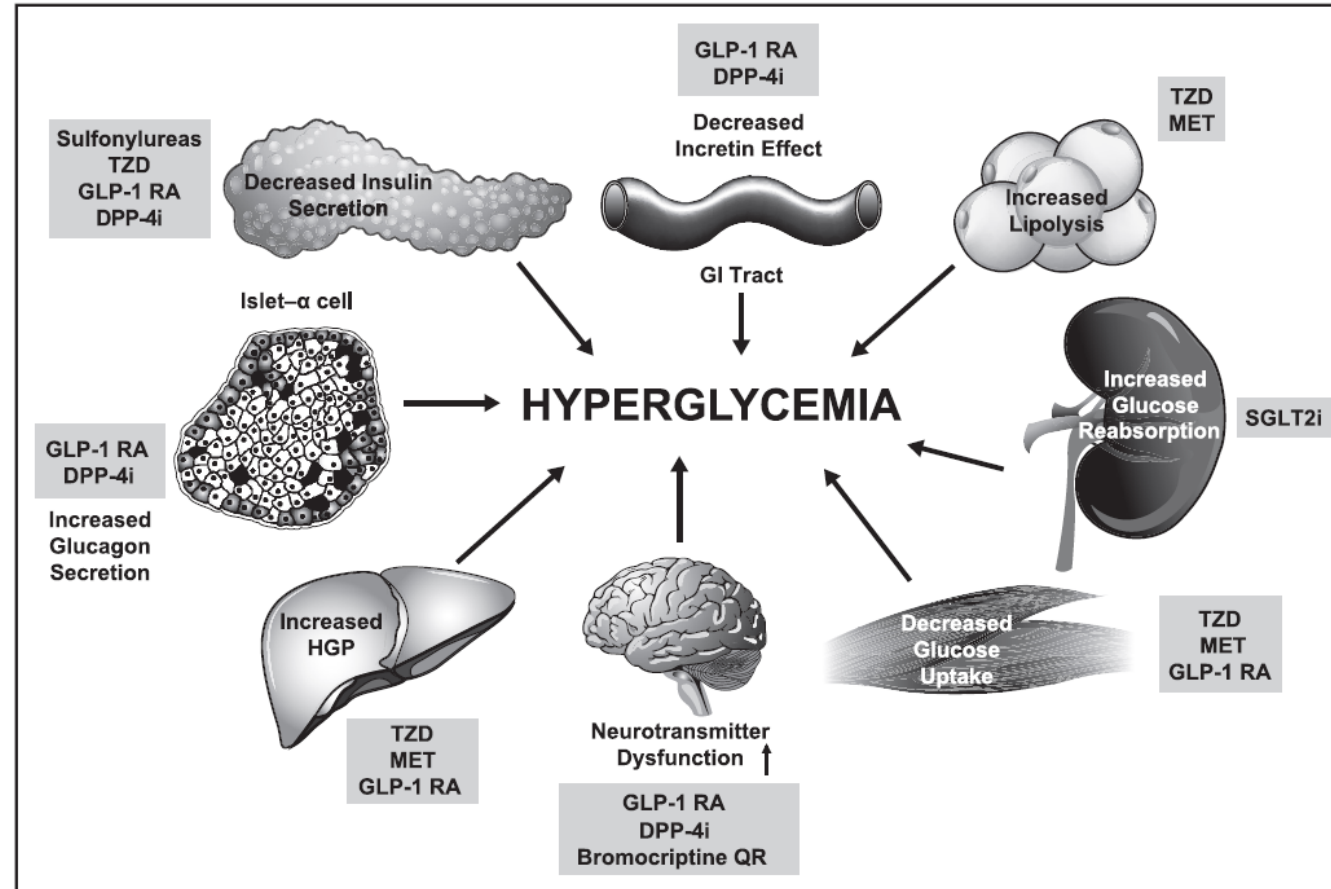 GLP-1 RA
DPP-4i
Decreased
Incretin Effect
GI Tract
TZD
MET
Increased
Lipolysis
Sulfonylureas
TZD
GLP-1 RA
DPP-4i
Decreased Insulin
Secretion
Islet–α cell
GLP-1 RA
DPP-4i
Increased
Glucagon
Secretion
HYPERGLYCEMIA
Increased
Glucose
Reabsorption
SGLT2i
Increased
HGP
TZD
MET
GLP-1 RA
Neurotransmitter
Dysfunction
GLP-1 RA
DPP-4i
Bromocriptine QR
Decreased
Glucose
Uptake
TZD
MET
GLP-1 RA